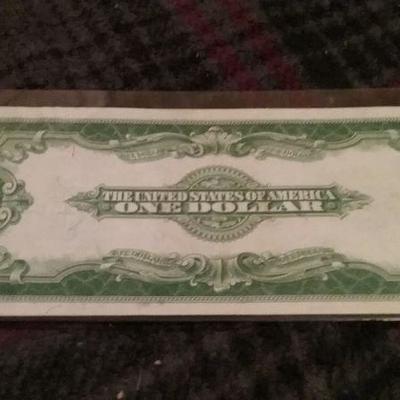 THE UNITED STATES OF AMERICA
ONE DOLLAR